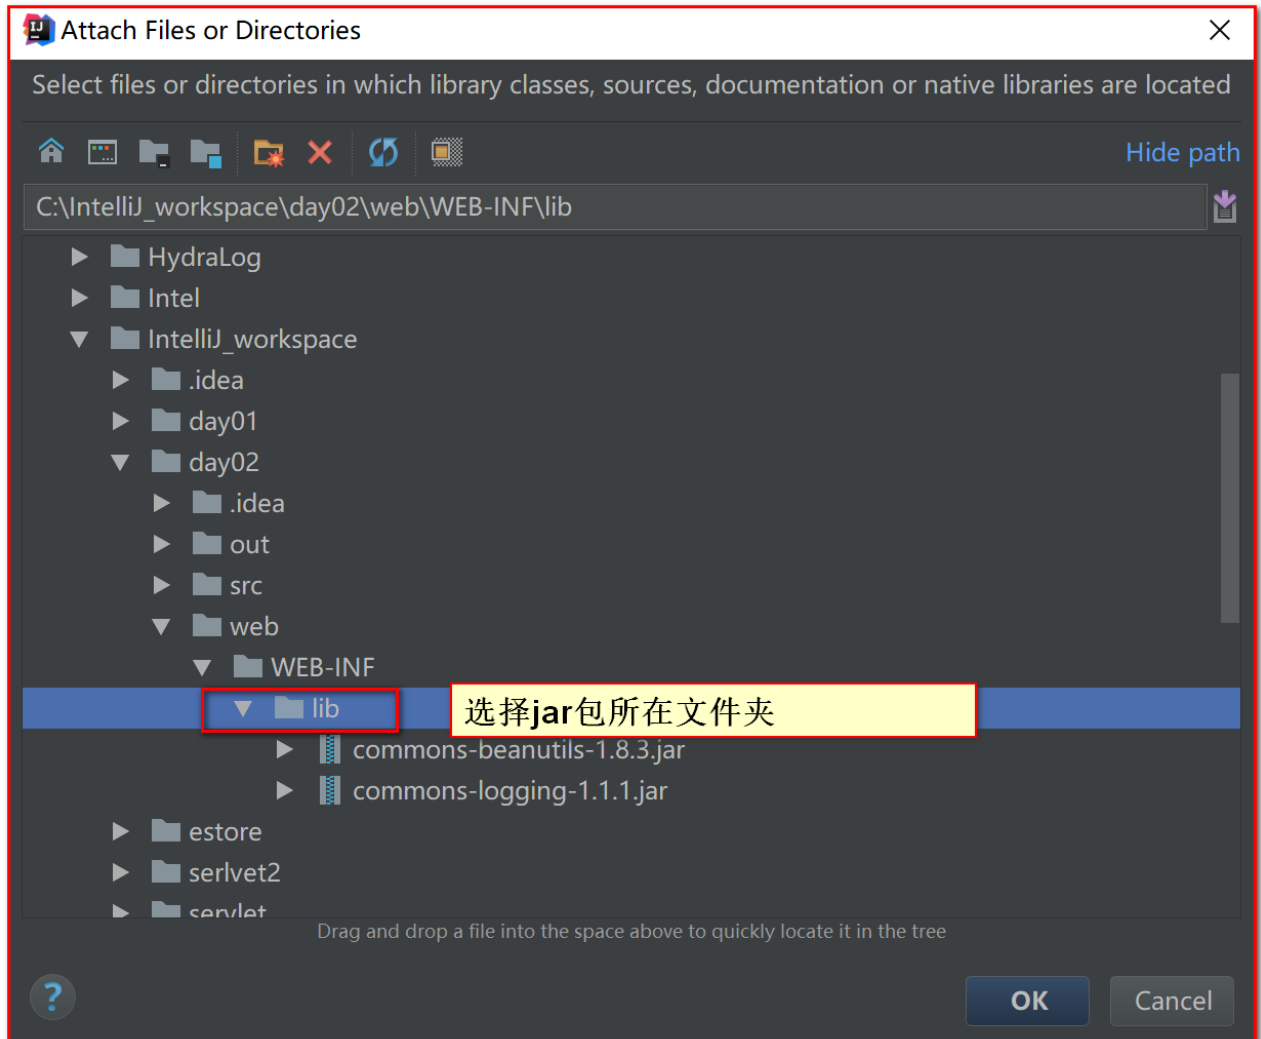 Attach Files or Directories
Select files or directories in which library classes, sources, documentation or native libraries are located
Hide path
C:\IntelliJ_workspace\day02\web\WEB-INF\lib
HydraLog
Intel
IntelliJ_workspace
.idea
day01
day02
.idea
out
src
web
WEB-INF
lib
选择jar包所在文件夹
commons-beanutils-1.8.3.jar
commons-logging-1.1.1.jar
estore
serlvet2
servlet
Drag and drop a file into the space above to quickly locate it in the tree
?
OK
Cancel